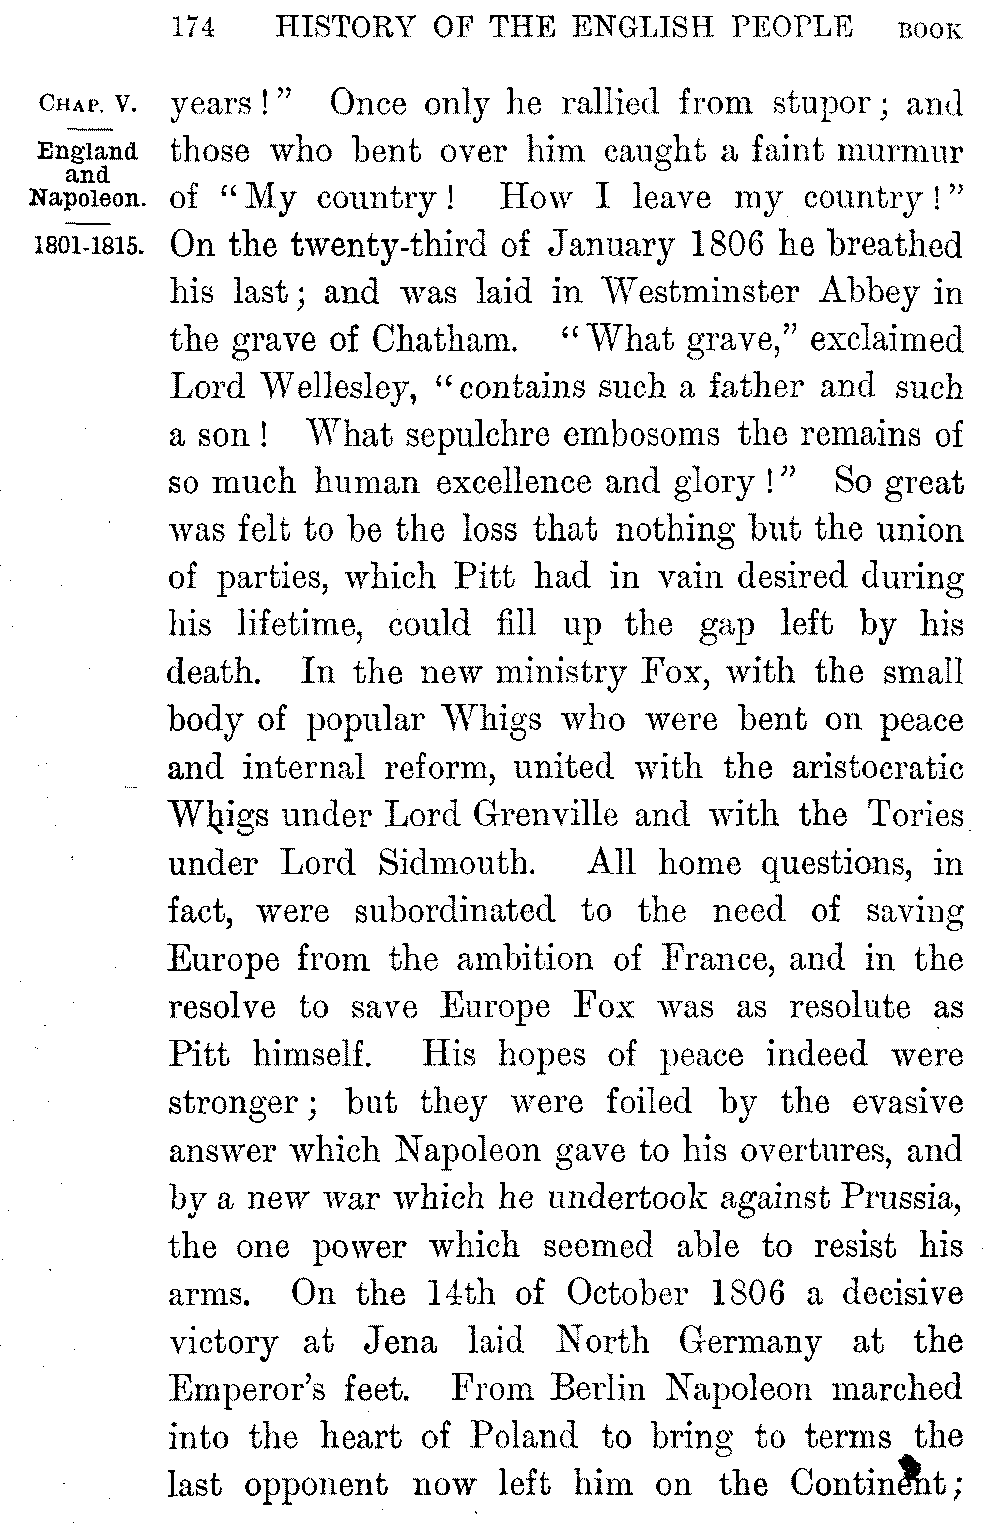 174 HISTORY OF THE ENGLISH PEOPLE BOOK
CHAP. V.
England
and
Napoleon.
1801-1815.
years!” Once only he rallied from stupor; and
those who bent over him caught a faint murmur
of “My country! How I leave my country!”
On the twenty-third of January 1806 he breathed
his last; and was laid in Westminster Abbey in
the grave of Chatham. “What grave,” exclaimed
Lord Wellesley, “contains such a father and such
a son! What sepulchre embosoms the remains of
so much human excellence and glory!” So great
was felt to be the loss that nothing but the union
of parties, which Pitt had in vain desired during
his lifetime, could fill up the gap left by his
death. In the new ministry Fox, with the small
body of popular Whigs who were bent on peace
and internal reform, united with the aristocratic
Whigs under Lord Grenville and with the Tories
under Lord Sidmouth. All home questions, in
fact, were subordinated to the need of saving
Europe from the ambition of France, and in the
resolve to save Europe Fox was as resolute as
Pitt himself. His hopes of peace indeed were
stronger; but they were foiled by the evasive
answer which Napoleon gave to his overtures, and
by a new war which he undertook against Prussia,
the one power which seemed able to resist his
arms. On the 14th of October 1806 a decisive
victory at Jena laid North Germany at the
Emperor's feet. From Berlin Napoleon marched
into the heart of Poland to bring to terms the
last opponent now left him on the Continent;